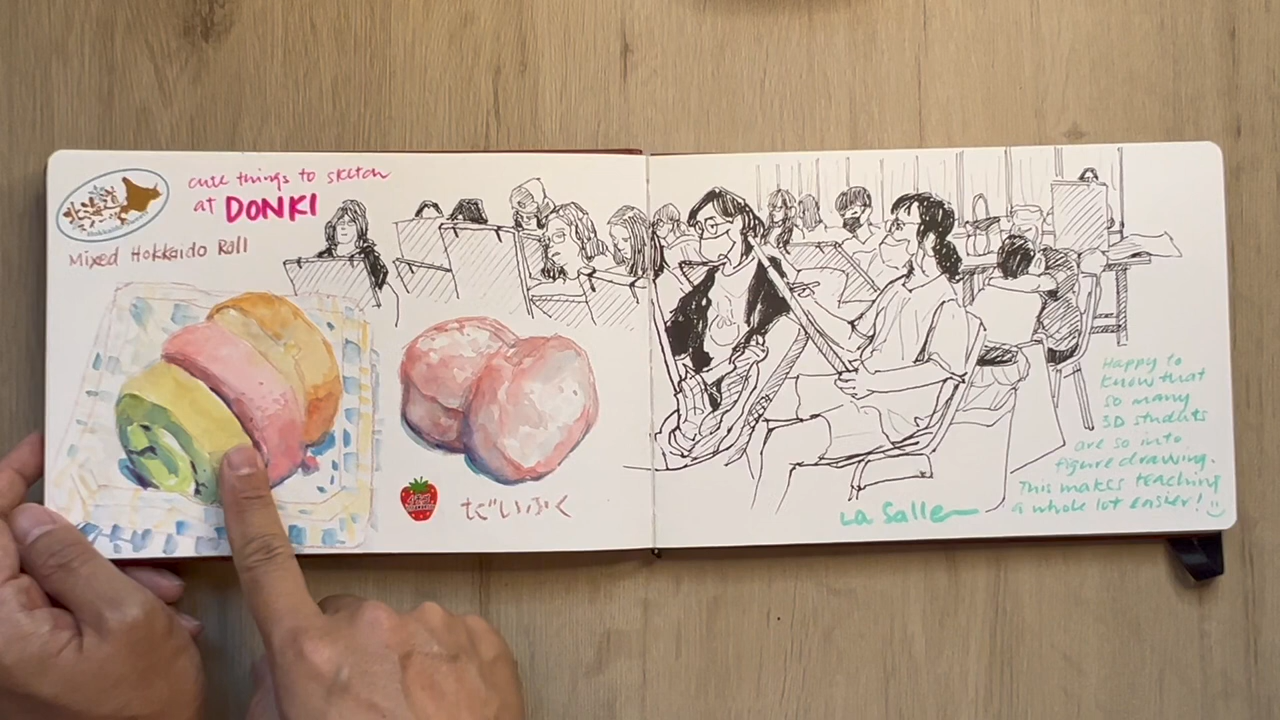 cute things to sketch
at DONKI
Mixed Hokkaido Roll
だいふく
Happy to
know that
so many
3D students
are so into
figure drawing.
This makes teaching
a whole lot easier!
La Salle